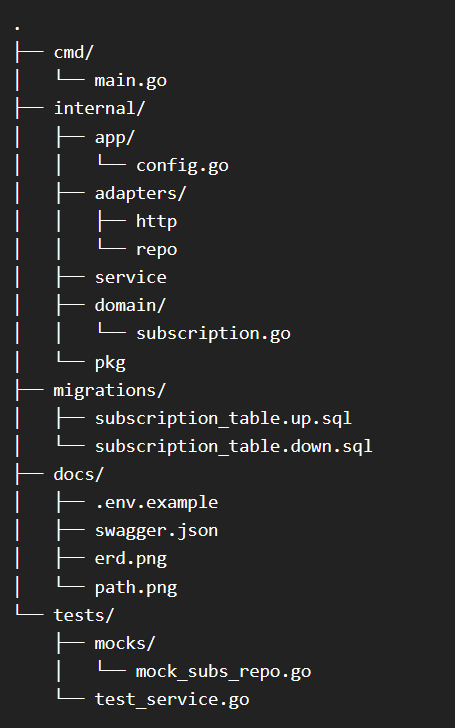 .
├── cmd/
│   └── main.go
├── internal/
│   ├── app/
│   │   └── config.go
│   ├── adapters/
│   │   ├── http
│   │   └── repo
│   ├── service
│   ├── domain/
│   │   └── subscription.go
│   └── pkg
├── migrations/
│   ├── subscription_table.up.sql
│   └── subscription_table.down.sql
├── docs/
│   ├── .env.example
│   ├── swagger.json
│   ├── erd.png
│   └── path.png
└── tests/
    ├── mocks/
    │   └── mock_subs_repo.go
    └── test_service.go